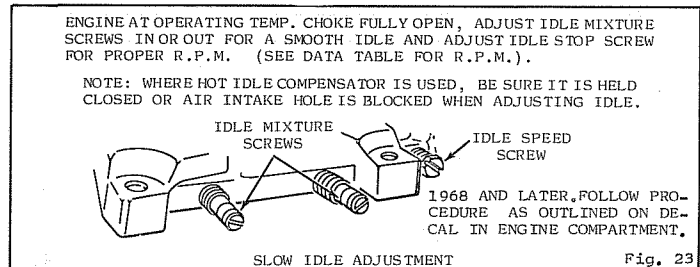 ENGINE AT OPERATING TEMP. CHOKE FULLY OPEN, ADJUST IDLE MIXTURE
SCREWS IN OR OUT FOR A SMOOTH IDLE AND ADJUST IDLE STOP SCREW
FOR PROPER R.P.M. (SEE DATA TABLE FOR R.P.M.).
NOTE: WHERE HOT IDLE COMPENSATOR IS USED, BE SURE IT IS HELD
CLOSED OR AIR INTAKE HOLE IS BLOCKED WHEN ADJUSTING IDLE.
IDLE MIXTURE
SCREWS
IDLE SPEED
SCREW
1968 AND LATER.FOLLOW PRO-
CEDURE AS OUTLINED ON DE-
CAL IN ENGINE COMPARTMENT.
SLOW IDLE ADJUSTMENT
Fig. 23